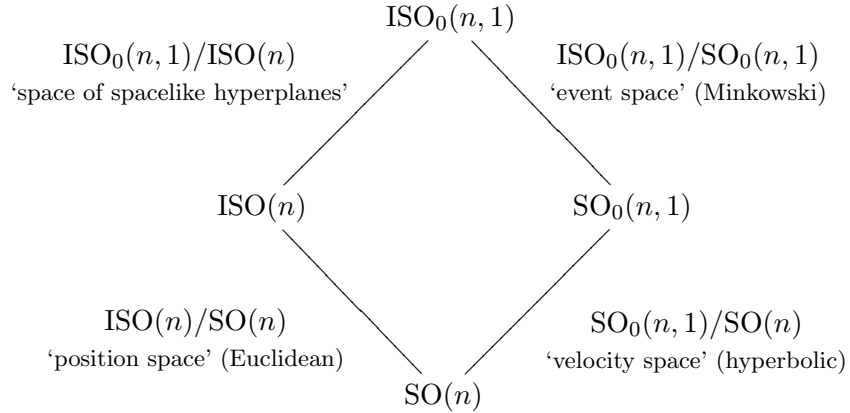 ISO₀(n, 1)
ISO₀(n, 1)/ISO(n)
‘space of spacelike hyperplanes’
ISO₀(n, 1)/SO₀(n, 1)
‘event space’ (Minkowski)
ISO(n)
SO₀(n, 1)
ISO(n)/SO(n)
‘position space’ (Euclidean)
SO₀(n, 1)/SO(n)
‘velocity space’ (hyperbolic)
SO(n)